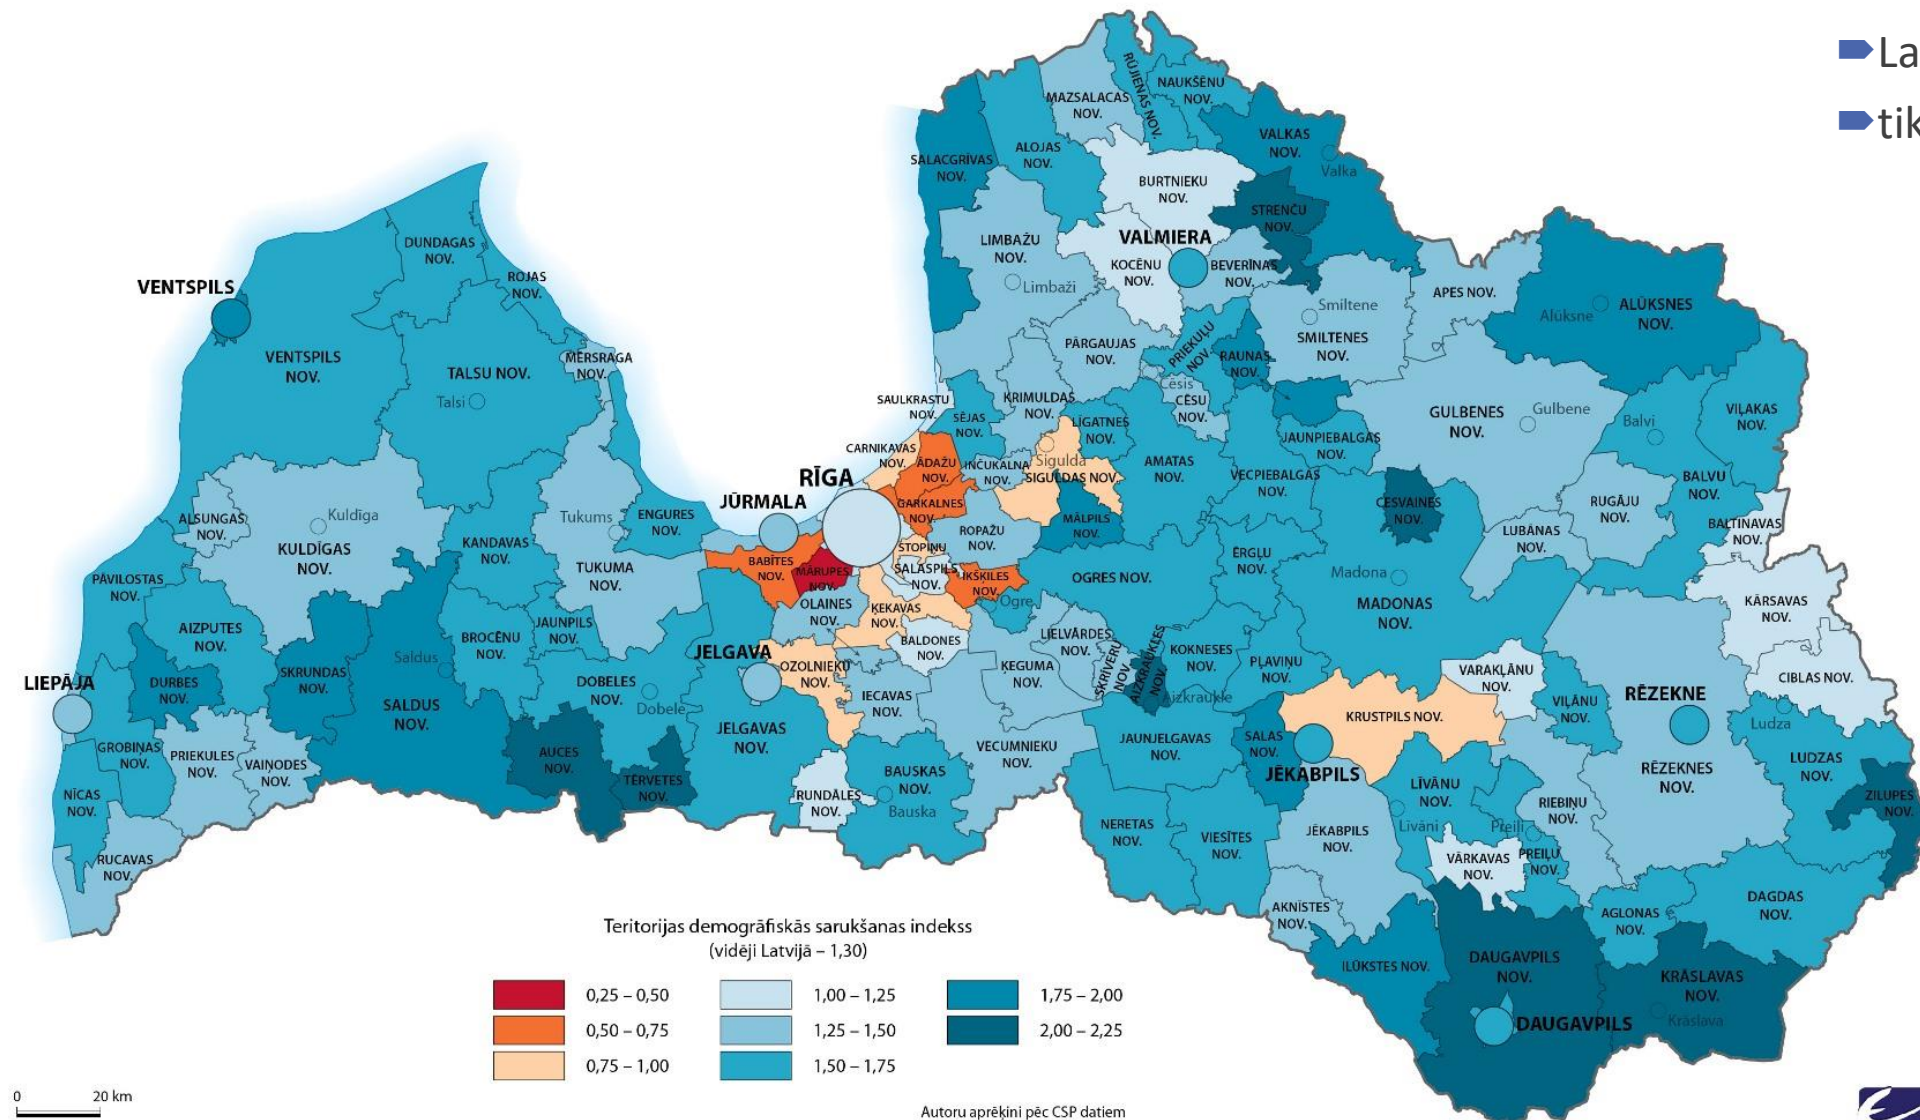 La
tik
RŪJIENAS NOV.
NAUKŠĒNU
NOV.
MAZSALACAS
NOV.
VALKAS
NOV.
Valka
SALACGRĪVAS
NOV.
ALOJAS
NOV.
BURTNIEKU
NOV.
STRENČU
NOV.
LIMBAŽU
NOV.
Limbaži
VALMIERA
KOCĒNU
NOV.
BEVERĪNAS
NOV.
DUNDAGAS
NOV.
ROJAS
NOV.
VENTSPILS
VENTSPILS
NOV.
TALSU NOV.
Talsi
MĒRSRAGA
NOV.
APES NOV.
Alūksne
ALŪKSNES
NOV.
Smiltene
SMILTENES
NOV.
PĀRGAUJAS
NOV.
PRIEKUĻU
NOV.
RAUNAS
NOV.
Cēsis
CĒSU
NOV.
SAULKRASTU
NOV.
SĒJAS
NOV.
KRIMULDAS
NOV.
LĪGATNES
NOV.
GULBENES
NOV.
Gulbene
Balvi
VIĻAKAS
NOV.
JAUNPIEBALGAS
NOV.
CARNIKAVAS
NOV.
ĀDAŽU
NOV.
INČUKALNA
NOV.
Sigulda
SIGULDAS NOV.
AMATAS
NOV.
VECPIEBALGAS
NOV.
BALVU
NOV.
RĪGA
JŪRMALA
GARKALNES
NOV.
MĀLPILS
NOV.
CESVAINES
NOV.
RUGĀJU
NOV.
LUBĀNAS
NOV.
BALTINAVAS
NOV.
ALSUNGAS
NOV.
Kuldīga
KULDĪGAS
NOV.
Tukums
ENGURES
NOV.
KANDAVAS
NOV.
TUKUMA
NOV.
ROPAŽU
NOV.
STOPIŅU
SALASPILS
NOV.
BABĪTES
NOV.
MĀRUPES
NOV.
IKŠĶILES
NOV.
Ogre
OGRES NOV.
ĒRGĻU
NOV.
Madona
MADONAS
NOV.
PĀVILOSTAS
NOV.
AIZPUTES
NOV.
OLAINES
NOV.
ĶEKAVAS
NOV.
BALDONES
NOV.
LIELVĀRDES
NOV.
ĶEGUMA
NOV.
SKRĪVERU
NOV.
AIZKRAUKLES
NOV.
Aizkraukle
KOKNESES
NOV.
PĻAVIŅU
NOV.
KĀRSAVAS
NOV.
CIBLAS NOV.
VARAKĻĀNU
NOV.
VIĻĀNU
NOV.
RĒZEKNE
Ludza
BROCĒNU
NOV.
JAUNPILS
NOV.
Saldus
SKRUNDAS
NOV.
DURBES
NOV.
LIEPĀJA
SALDUS
NOV.
DOBELES
NOV.
Dobele
JELGAVA
OZOLNIEKU
NOV.
IECAVAS
NOV.
JELGAVAS
NOV.
VECUMNIEKU
NOV.
JAUNJELGAVAS
NOV.
SALAS
NOV.
KRUSTPILS NOV.
JĒKABPILS
RĒZEKNES
NOV.
LUDZAS
NOV.
ZILUPES
NOV.
GROBIŅAS
NOV.
PRIEKULES
NOV.
VAIŅODES
NOV.
AUCES
NOV.
TĒRVETES
NOV.
RUNDĀLES
NOV.
BAUSKAS
NOV.
Bauska
NĪCAS
NOV.
RUCAVAS
NOV.
NERETAS
NOV.
VIESĪTES
NOV.
JĒKABPILS
NOV.
LĪVĀNU
NOV.
Līvāni
Preiļi
RIEBIŅU
NOV.
VĀRKAVAS
NOV.
PREIĻU
NOV.
AKNĪSTES
NOV.
AGLONAS
NOV.
DAGDAS
NOV.
ILŪKSTES NOV.
DAUGAVPILS
NOV.
KRĀSLAVAS
NOV.
Krāslava
DAUGAVPILS
Teritorijas demogrāfiskās sarukšanas indekss
(vidēji Latvijā – 1,30)
0,25 – 0,50
0,50 – 0,75
0,75 – 1,00
1,00 – 1,25
1,25 – 1,50
1,50 – 1,75
1,75 – 2,00
2,00 – 2,25
0 20 km
Autoru aprēķini pēc CSP datiem